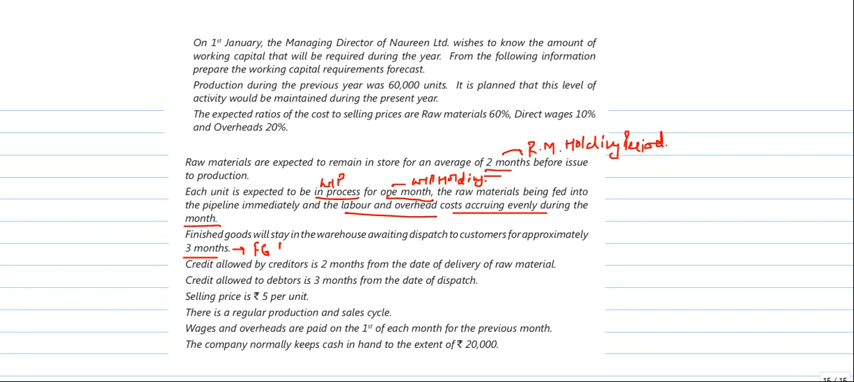 On 1st January, the Managing Director of Naureen Ltd. wishes to know the amount of
working capital that will be required during the year. From the following information
prepare the working capital requirements forecast.
Production during the previous year was 60,000 units. It is planned that this level of
activity would be maintained during the present year.
The expected ratios of the cost to selling prices are Raw materials 60%, Direct wages 10%
and Overheads 20%.
R.M. Holding Period.
Raw materials are expected to remain in store for an average of 2 months before issue
to production.
WIP WIP Holding.
Each unit is expected to be in process for one month, the raw materials being fed into
the pipeline immediately and the labour and overhead costs accruing evenly during the
month.
Finished goods will stay in the warehouse awaiting dispatch to customers for approximately
3 months. → FG
Credit allowed by creditors is 2 months from the date of delivery of raw material.
Credit allowed to debtors is 3 months from the date of dispatch.
Selling price is ₹ 5 per unit.
There is a regular production and sales cycle.
Wages and overheads are paid on the 1st of each month for the previous month.
The company normally keeps cash in hand to the extent of ₹ 20,000.
15 / 15